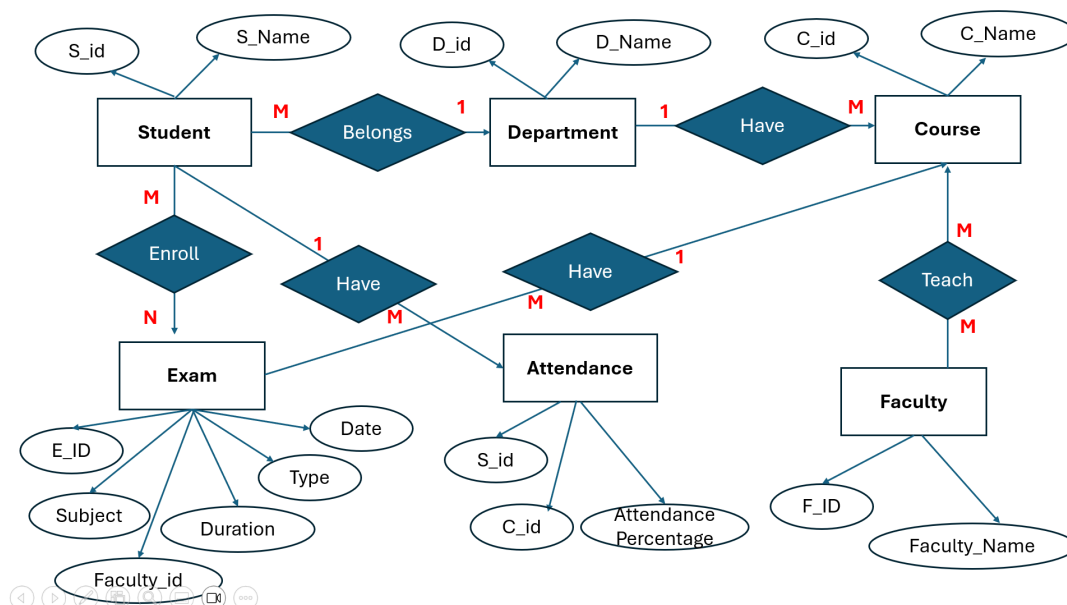 S_id
S_Name
D_id
D_Name
C_id
C_Name
Student
M
Belongs
1
Department
1
Have
M
Course
M
Enroll
N
1
Have
M
Have
1
M
M
Teach
M
Exam
Attendance
Faculty
E_ID
Subject
Faculty_id
Duration
Type
Date
S_id
C_id
Attendance
Percentage
F_ID
Faculty_Name